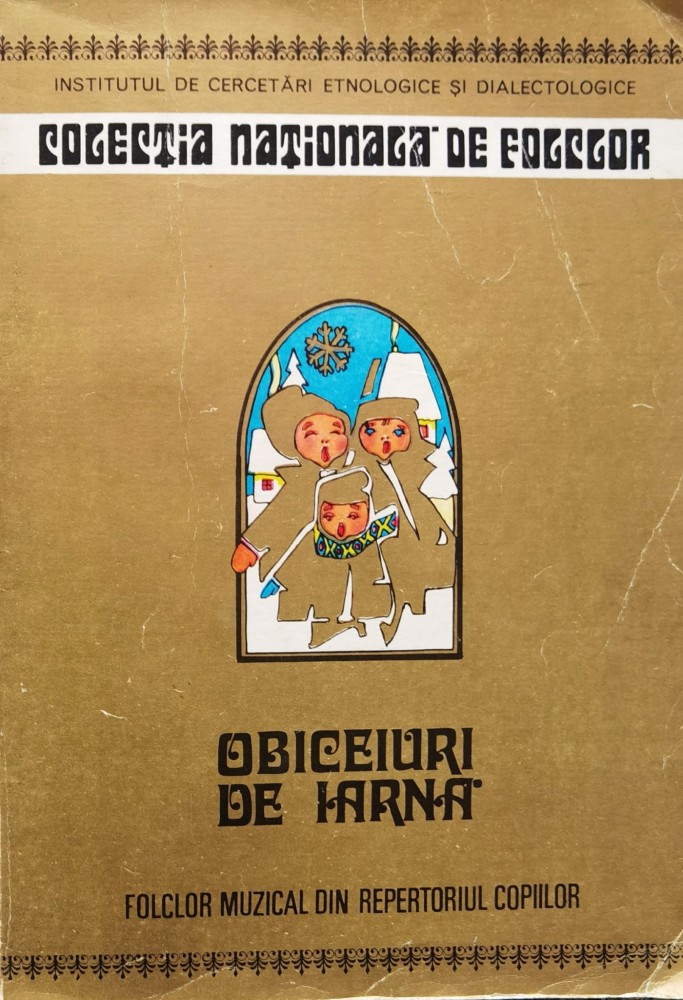 INSTITUTUL DE CERCETĂRI ETNOLOGICE ȘI DIALECTOLOGICE
COLECȚIA NAȚIONALĂ DE FOLCLOR
OBICEIURI
DE IARNĂ
FOLCLOR MUZICAL DIN REPERTORIUL COPIILOR